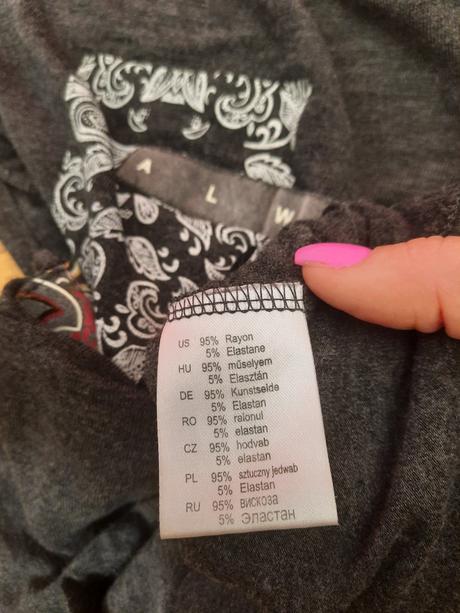 A L W
US 95% Rayon
5% Elastane
HU 95% műselyem
5% Elasztán
DE 95% Kunstselde
5% Elastan
RO 95% raionul
5% elastan
CZ 95% hodvab
5% elastan
PL 95% sztuczny jedwab
5% Elastan
RU 95% ВИСКОЗА
5% Эластан